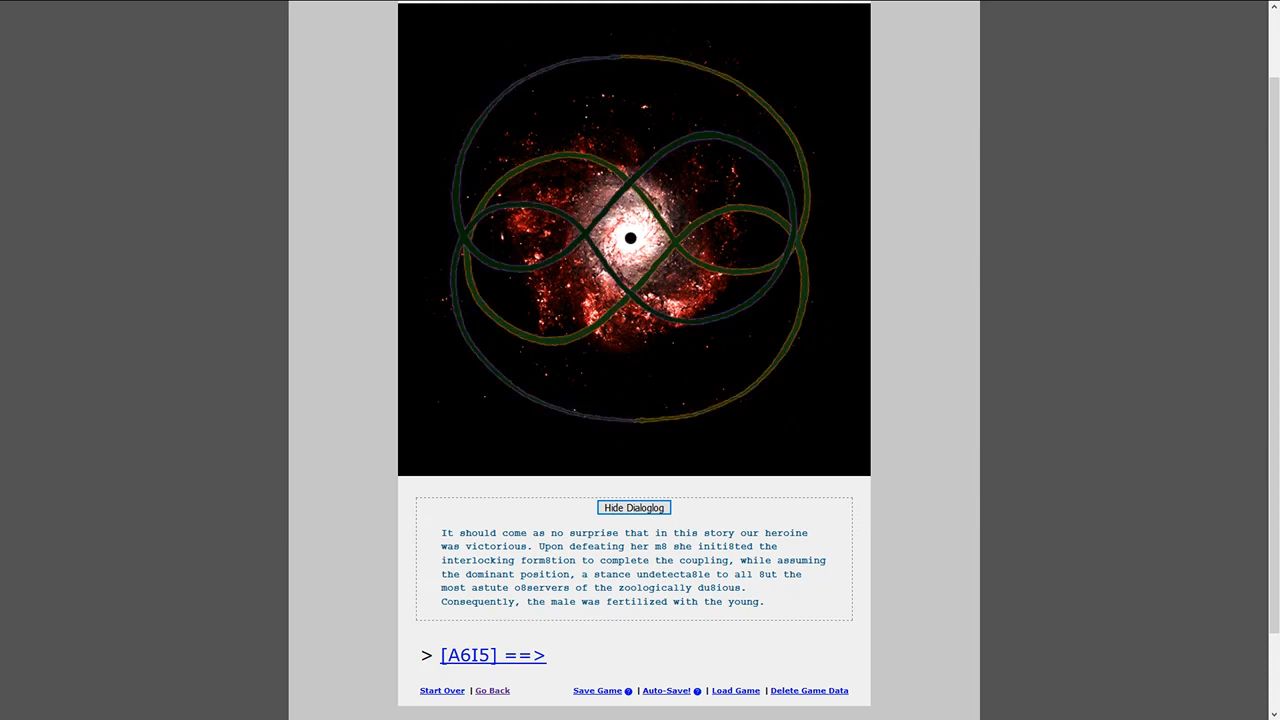 Hide Dialoglog
It should come as no surprise that in this story our heroine
was victorious. Upon defeating her m8 she initi8ted the
interlocking form8tion to complete the coupling, while assuming
the dominant position, a stance undetecta8le to all 8ut the
most astute o8servers of the zoologically du8ious.
Consequently, the male was fertilized with the young.
> [A6I5] ==>
Start Over | Go Back Save Game ? | Auto-Save! ? | Load Game | Delete Game Data